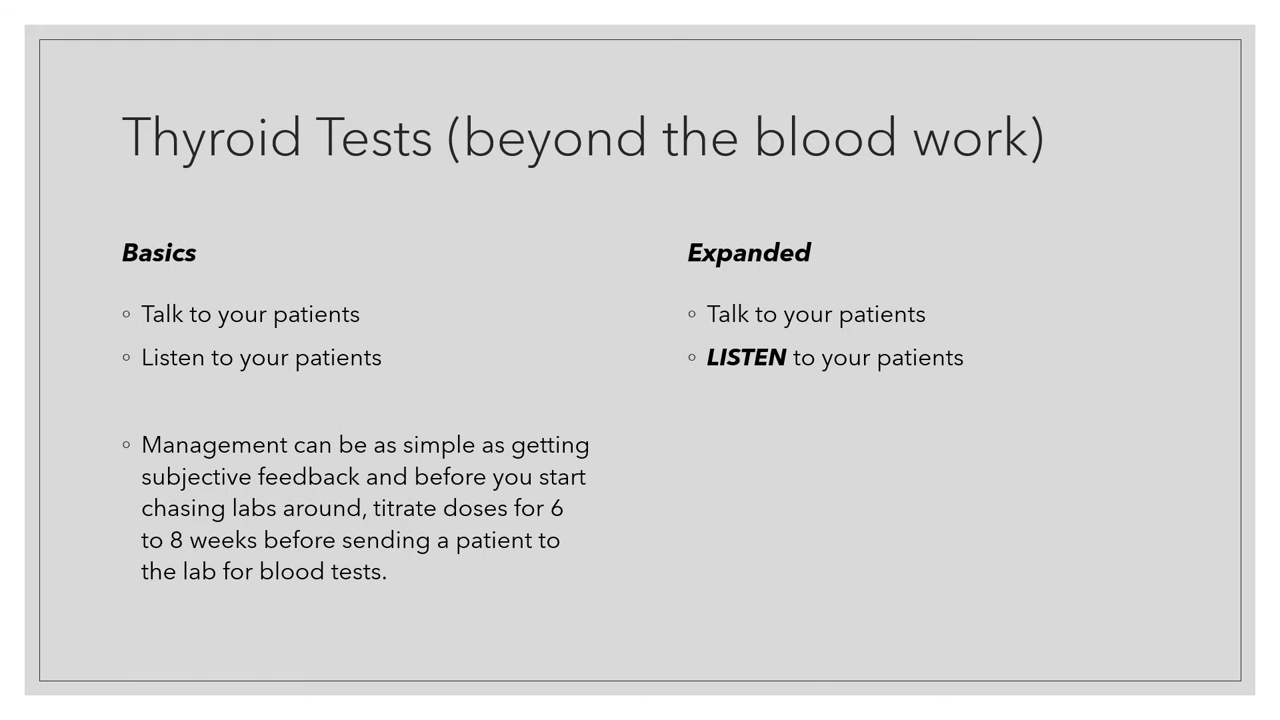 Thyroid Tests (beyond the blood work)
Basics
◦ Talk to your patients
◦ Listen to your patients
◦ Management can be as simple as getting
subjective feedback and before you start
chasing labs around, titrate doses for 6
to 8 weeks before sending a patient to
the lab for blood tests.
Expanded
◦ Talk to your patients
◦ LISTEN to your patients